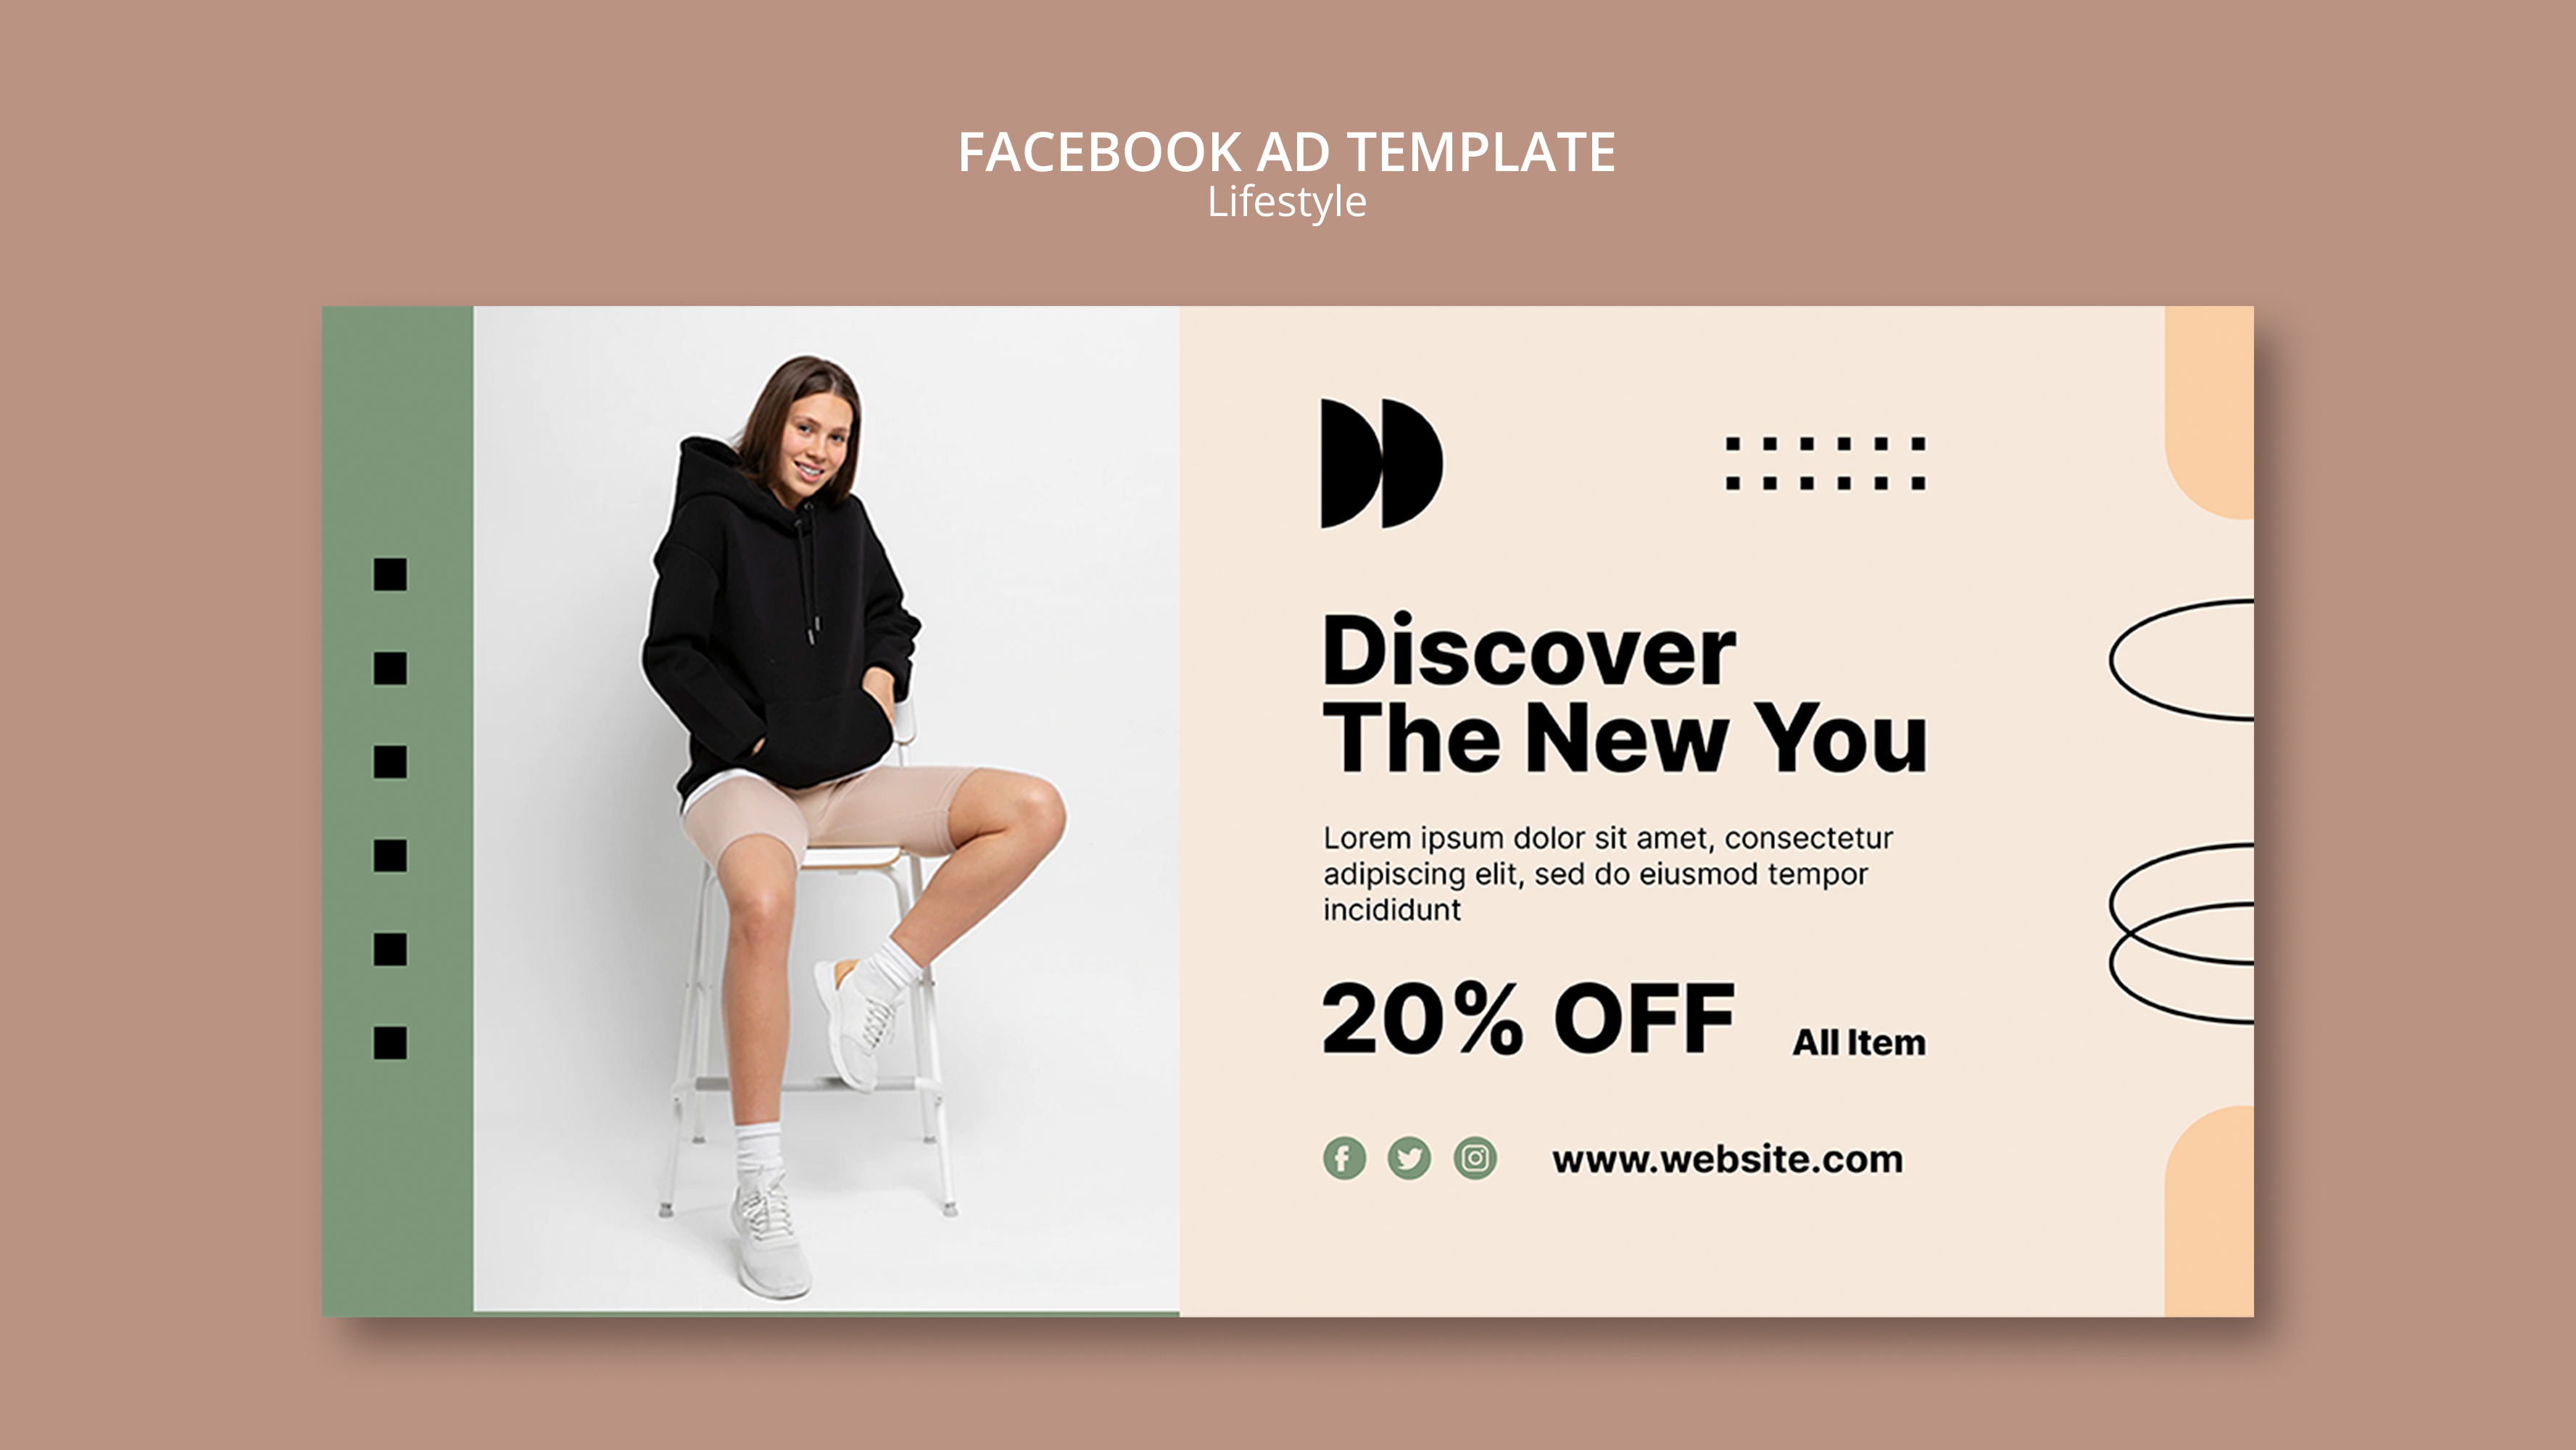 FACEBOOK AD TEMPLATE
Lifestyle
Discover
The New You
Lorem ipsum dolor sit amet, consectetur
adipiscing elit, sed do eiusmod tempor
incididunt
20% OFF All Item
www.website.com